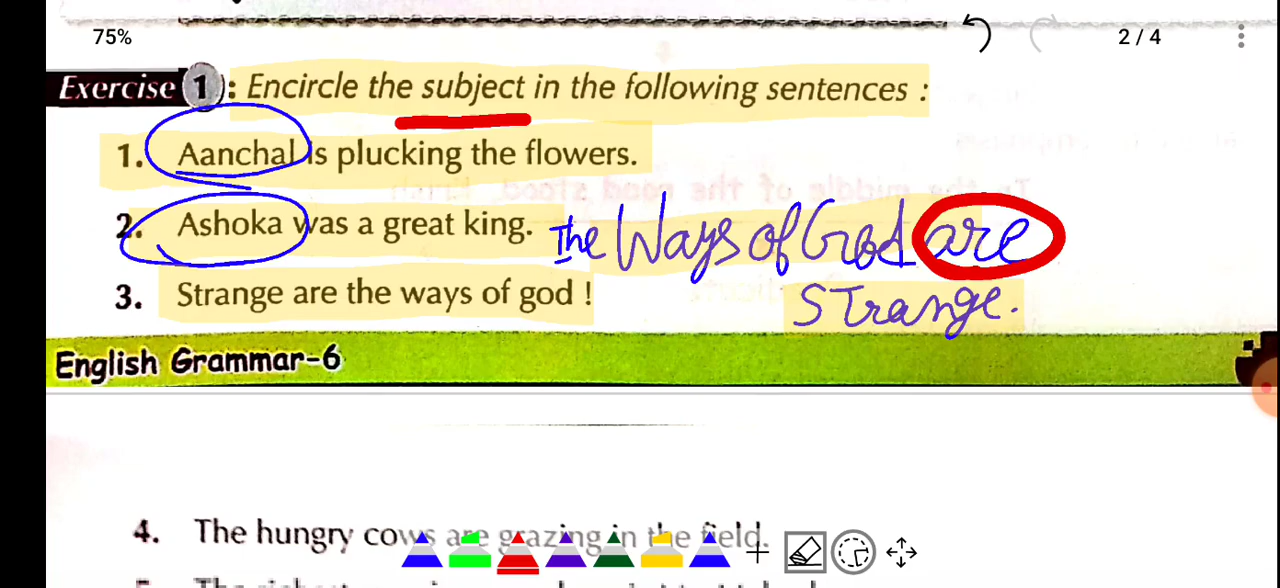 75% 2 / 4
Exercise 1 : Encircle the subject in the following sentences :
1. Aanchal is plucking the flowers.
2. Ashoka was a great king. The Ways of God are
3. Strange are the ways of god ! STrange.
English Grammar-6
4. The hungry cows are grazing in the field.